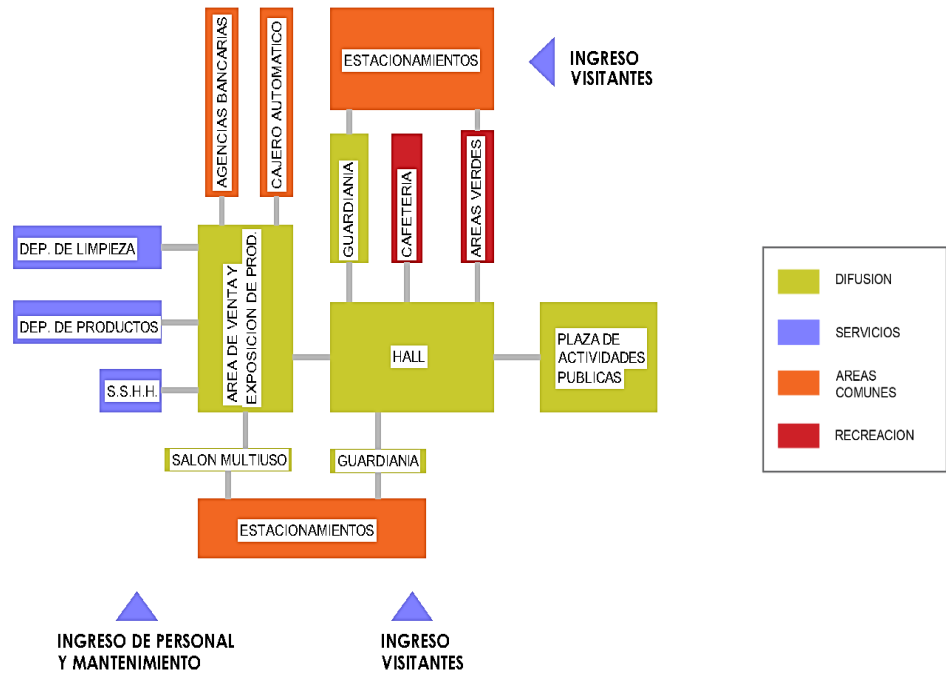 AGENCIAS BANCARIAS
CAJERO AUTOMATICO
ESTACIONAMIENTOS
INGRESO
VISITANTES
GUARDIANIA
CAFETERIA
AREAS VERDES
DEP. DE LIMPIEZA
DEP. DE PRODUCTOS
S.S.H.H.
AREA DE VENTA Y
EXPOSICION DE PROD.
HALL
PLAZA DE
ACTIVIDADES
PUBLICAS
SALON MULTIUSO
GUARDIANIA
ESTACIONAMIENTOS
INGRESO DE PERSONAL
Y MANTENIMIENTO
INGRESO
VISITANTES
DIFUSION
SERVICIOS
AREAS
COMUNES
RECREACION